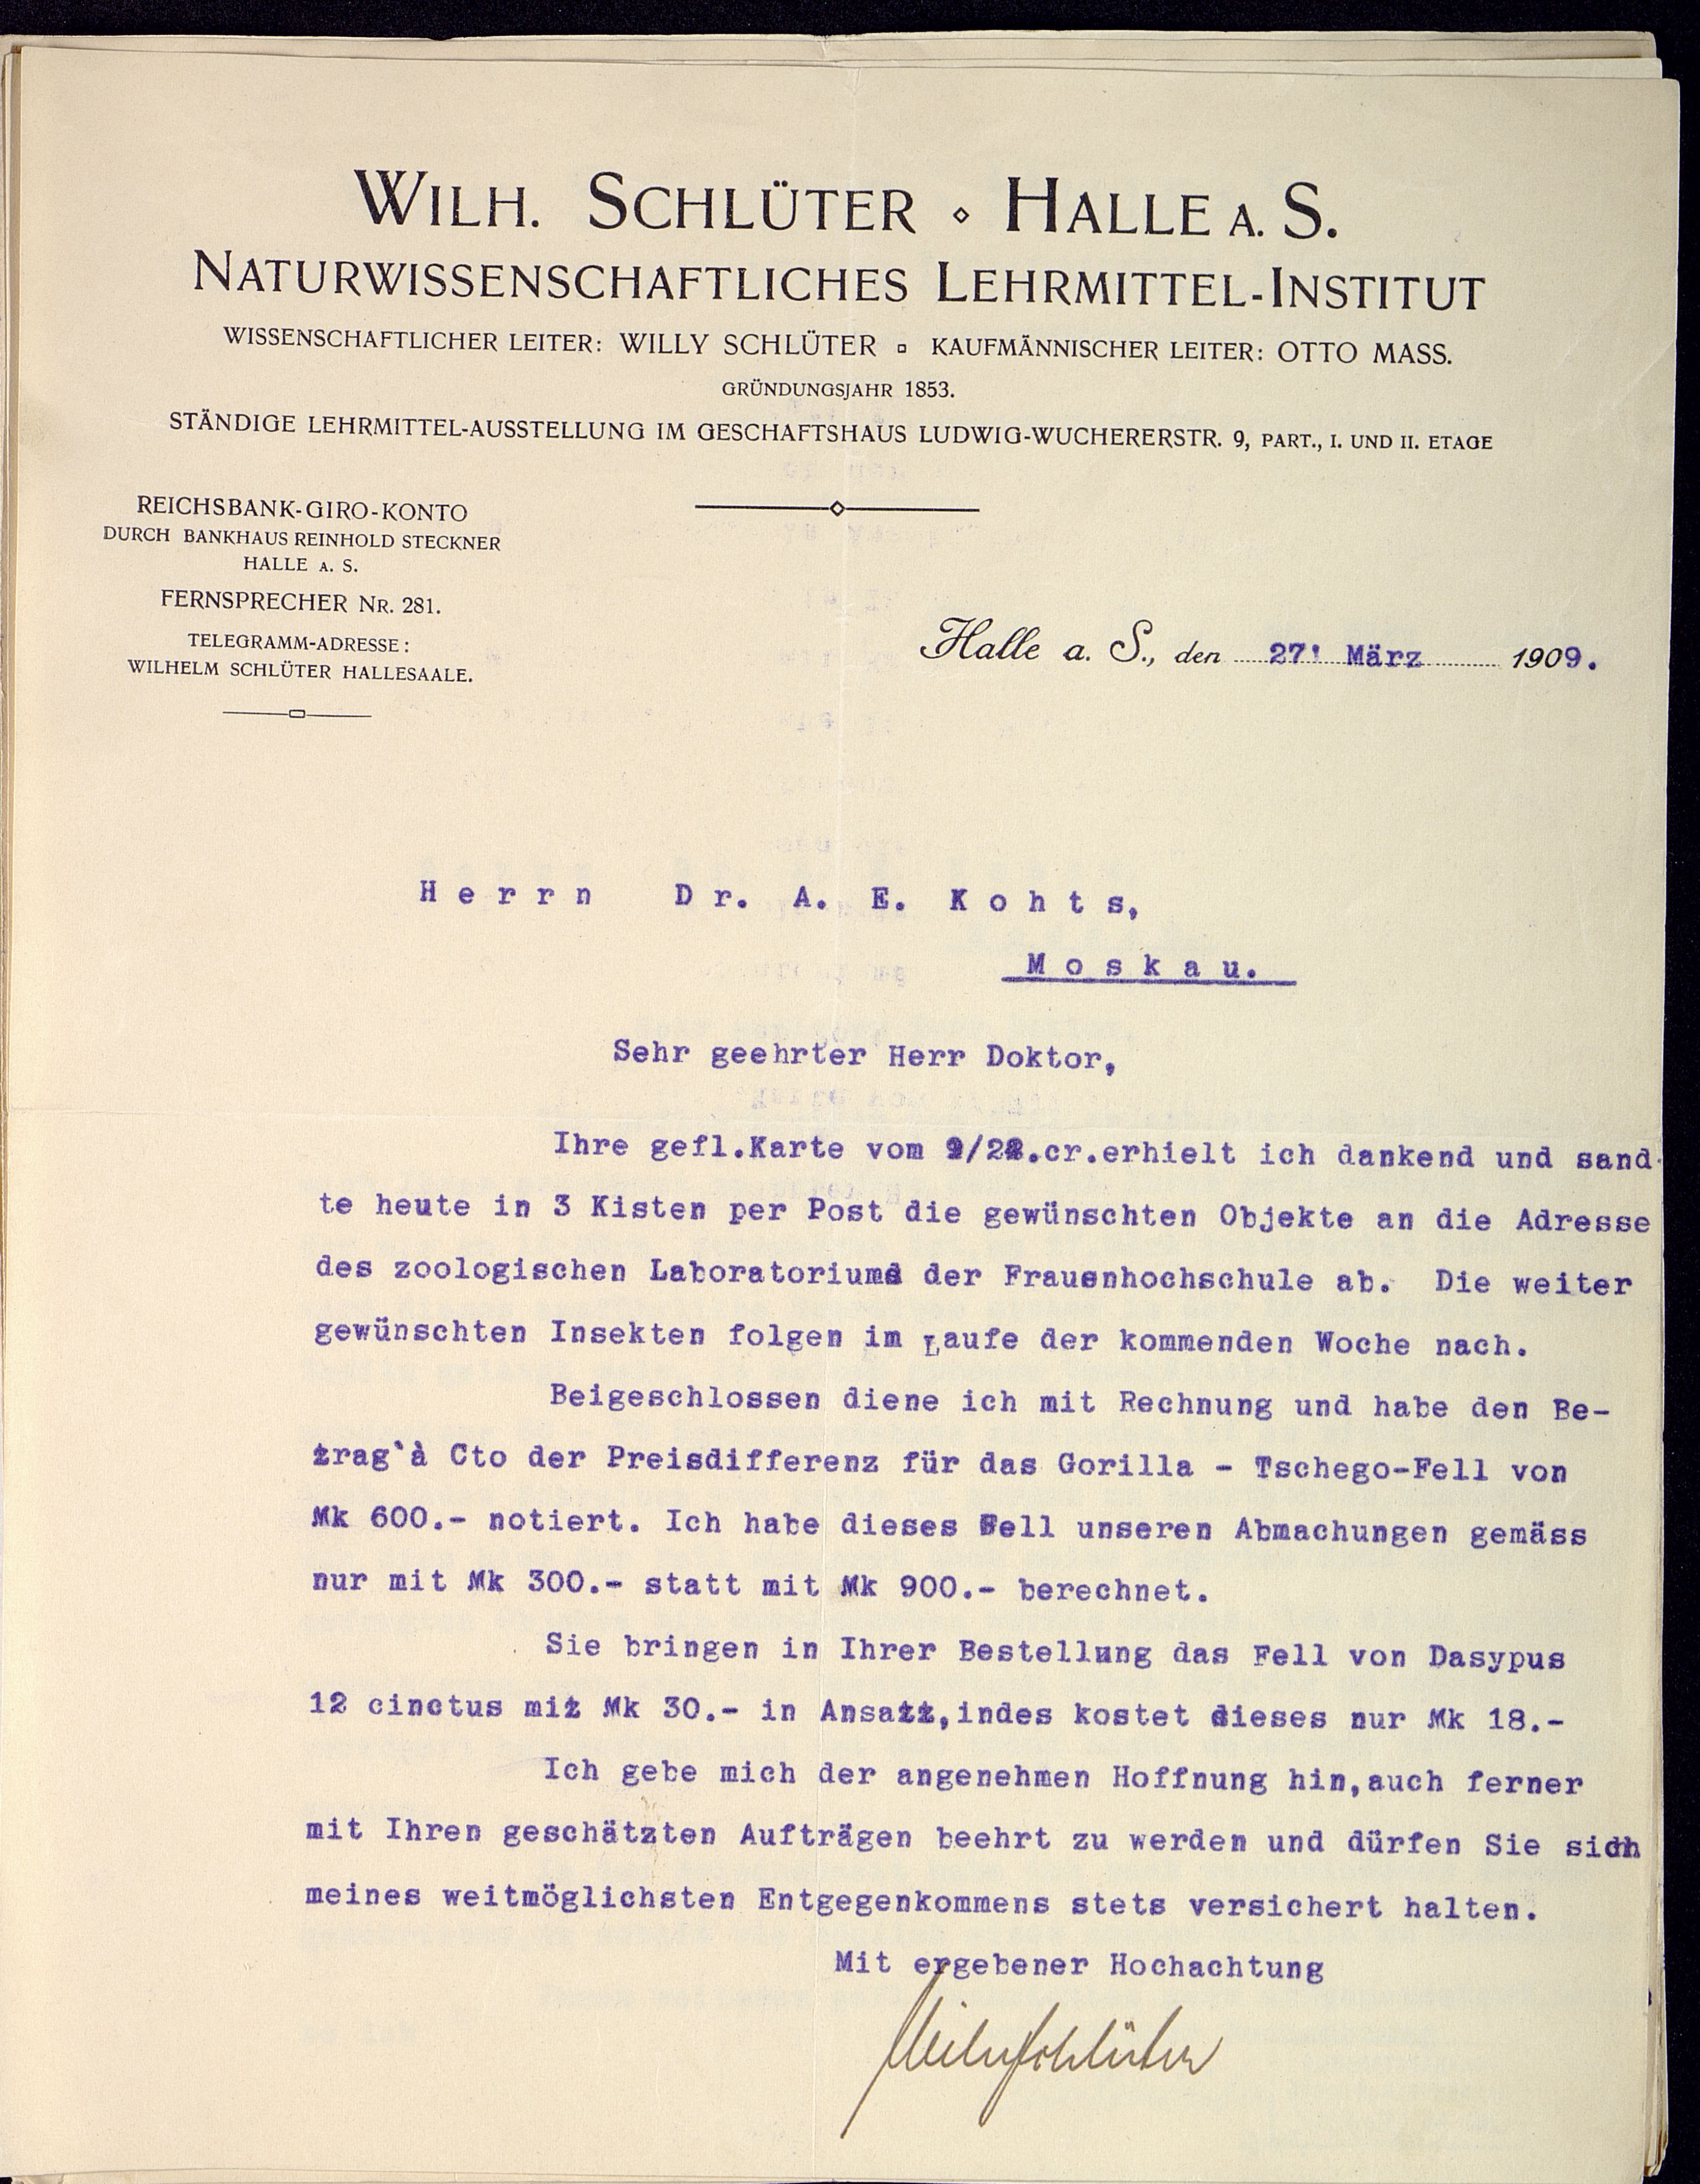 WILH. SCHLÜTER ⋄ HALLE A. S.
NATURWISSENSCHAFTLICHES LEHRMITTEL-INSTITUT
WISSENSCHAFTLICHER LEITER: WILLY SCHLÜTER ▫ KAUFMÄNNISCHER LEITER: OTTO MASS.
GRÜNDUNGSJAHR 1853.
STÄNDIGE LEHRMITTEL-AUSSTELLUNG IM GESCHAFTSHAUS LUDWIG-WUCHERERSTR. 9, PART., I. UND II. ETAGE
REICHSBANK-GIRO-KONTO
DURCH BANKHAUS REINHOLD STECKNER
HALLE A. S.
FERNSPRECHER NR. 281.
TELEGRAMM-ADRESSE:
WILHELM SCHLÜTER HALLESAALE.
Halle a. S., den 27! März 1909.
Herrn Dr. A. E. Kohts,
Moskau.
Sehr geehrter Herr Doktor,
Ihre gefl.Karte vom cr.erhielt ich dankend und sand-
te heute in 3 Kisten per Post die gewünschten Objekte an die Adresse
des zoologischen Laboratoriums der Frauenhochschule ab. Die weiter
gewünschten Insekten folgen im Laufe der kommenden Woche nach.
Beigeschlossen diene ich mit Rechnung und habe den Be-
trag`à Cto der Preisdifferenz für das Gorilla - Tschego-Fell von
Mk 600.- notiert. Ich habe dieses Fell unseren Abmachungen gemäss
nur mit Mk 300.- statt mit Mk 900.- berechnet.
Sie bringen in Ihrer Bestellung das Fell von Dasypus
12 cinctus mit Mk 30.- in Ansatz,indes kostet dieses nur Mk 18.-
Ich gebe mich der angenehmen Hoffnung hin,auch ferner
mit Ihren geschätzten Aufträgen beehrt zu werden und dürfen Sie sich
meines weitmöglichsten Entgegenkommens stets versichert halten.
Mit ergebener Hochachtung
Wilh Schlüter